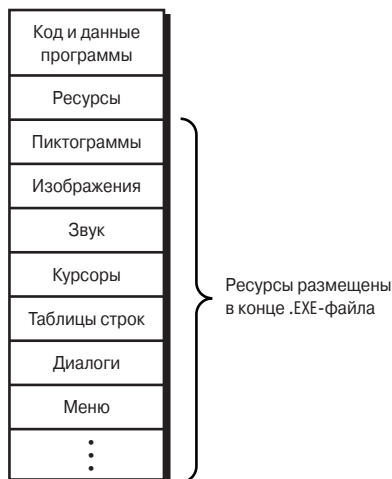 Код и данные
программы
Ресурсы
Пиктограммы
Изображения
Звук
Курсоры
Таблицы строк
Диалоги
Меню
Ресурсы размещены
в конце .EXE-файла